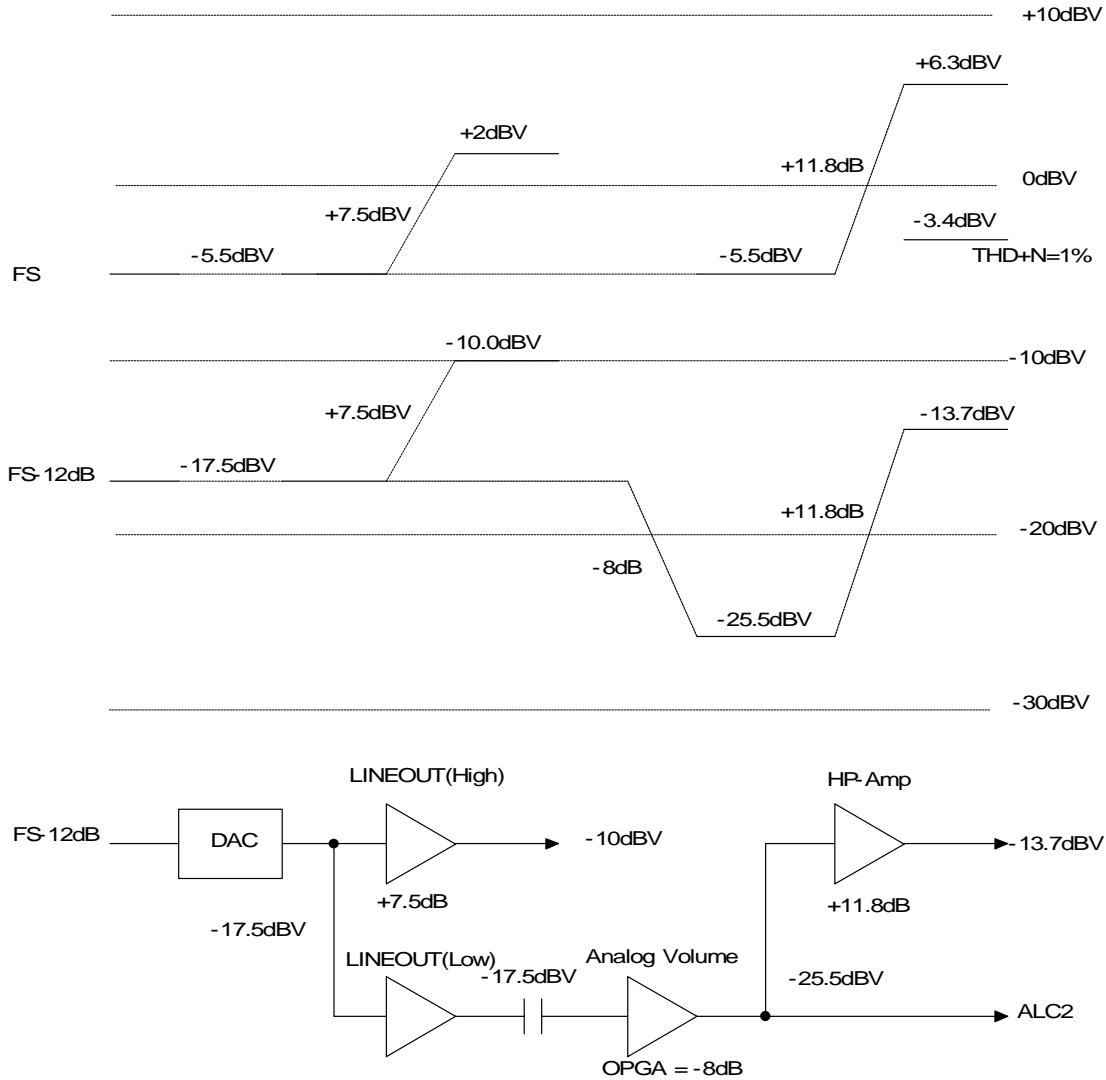 +10dBV
+6.3dBV
+2dBV
+11.8dB
0dBV
+7.5dBV
-3.4dBV
-5.5dBV
-5.5dBV
THD+N=1%
FS
-10.0dBV
-10dBV
+7.5dBV
-13.7dBV
-17.5dBV
FS-12dB
+11.8dB
-20dBV
-8dB
-25.5dBV
-30dBV
LINEOUT(High)
HP-Amp
FS-12dB
DAC
-10dBV
-13.7dBV
+7.5dB
+11.8dB
-17.5dBV
LINEOUT(Low)
-17.5dBV
Analog Volume
-25.5dBV
ALC2
OPGA = -8dB